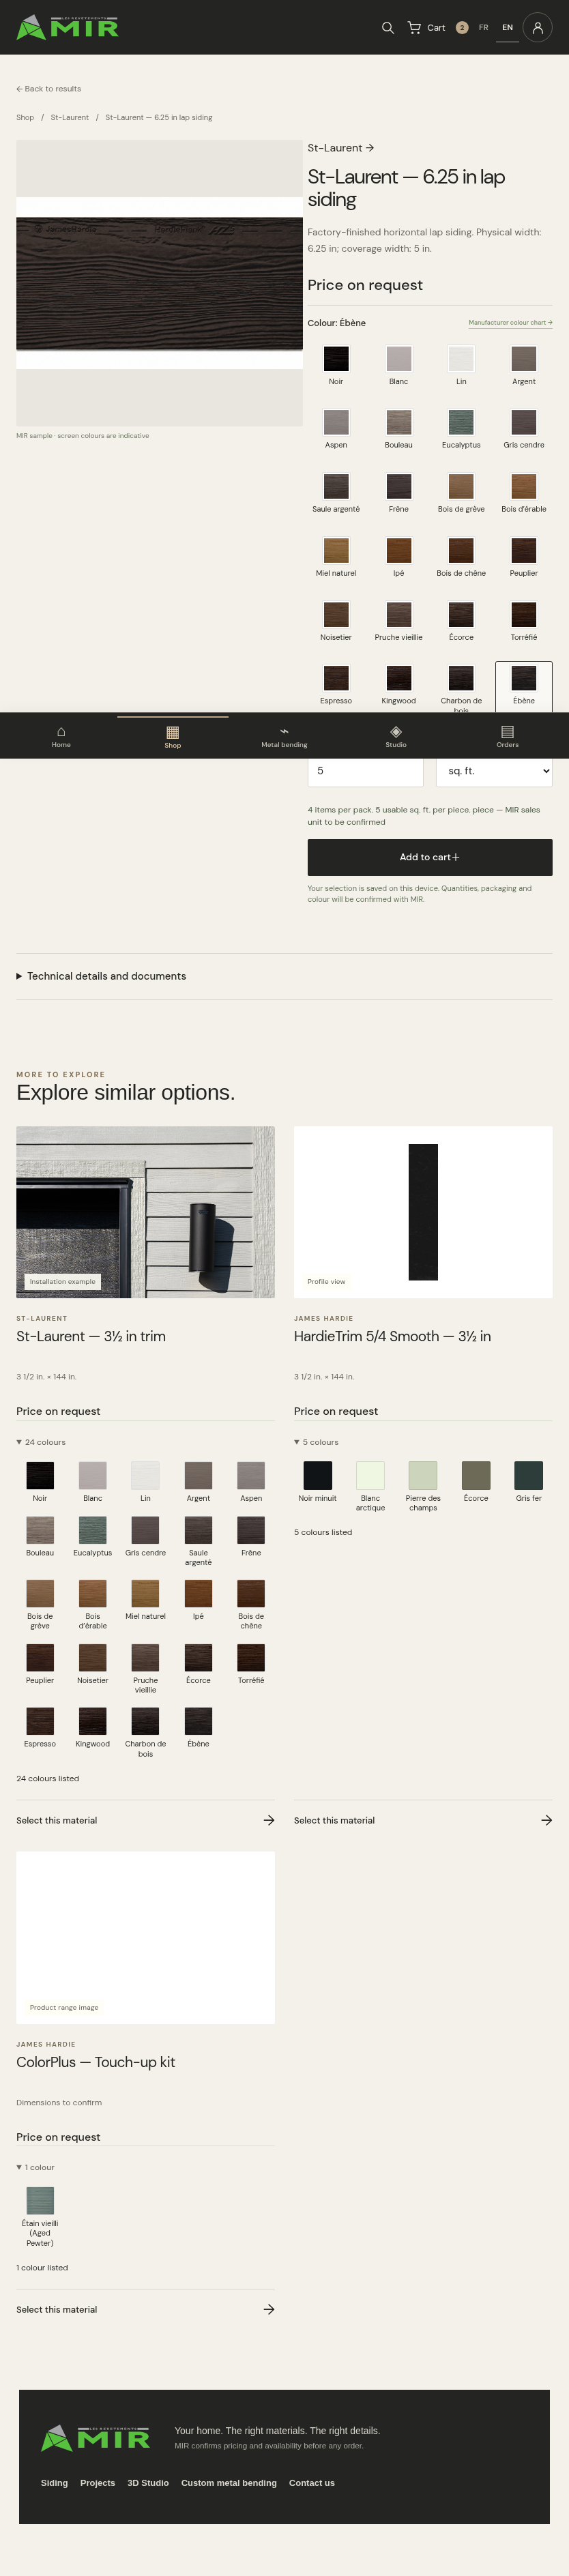 LES REVÊTEMENTS
MIR
Cart
2
FR
EN
← Back to results
Shop / St-Laurent / St-Laurent — 6.25 in lap siding
St-Laurent →
St-Laurent — 6.25 in lap
siding
Factory-finished horizontal lap siding. Physical width:
6.25 in; coverage width: 5 in.
Price on request
Colour: Ébène
Manufacturer colour chart →
JamesHardie
MIR sample · screen colours are indicative
Noir
Blanc
Lin
Argent
Aspen
Bouleau
Eucalyptus
Gris cendre
Saule argenté
Frêne
Bois de grève
Bois d'érable
Miel naturel
Ipé
Bois de chêne
Peuplier
Noisetier
Pruche vieillie
Écorce
Torréfié
Espresso
Kingwood
Charbon de
bois
Ébène
Home
Shop
Metal bending
Studio
Orders
5
sq. ft.
4 items per pack. 5 usable sq. ft. per piece. piece — MIR sales
unit to be confirmed
Add to cart+
Your selection is saved on this device. Quantities, packaging and
colour will be confirmed with MIR.
Technical details and documents
MORE TO EXPLORE
Explore similar options.
Installation example
ST-LAURENT
St-Laurent — 3½ in trim
3 1/2 in. × 144 in.
Price on request
24 colours
Noir
Blanc
Lin
Argent
Aspen
Bouleau
Eucalyptus
Gris cendre
Saule
argenté
Frêne
Bois de
grève
Bois
d'érable
Miel naturel
Ipé
Bois de
chêne
Peuplier
Noisetier
Pruche
vieillie
Écorce
Torréfié
Espresso
Kingwood
Charbon de
bois
Ébène
24 colours listed
Select this material
Profile view
JAMES HARDIE
HardieTrim 5/4 Smooth — 3½ in
3 1/2 in. × 144 in.
Price on request
5 colours
Noir minuit
Blanc
arctique
Pierre des
champs
Écorce
Gris fer
5 colours listed
Select this material
Product range image
JAMES HARDIE
ColorPlus — Touch-up kit
Dimensions to confirm
Price on request
1 colour
Étain vieilli
(Aged
Pewter)
1 colour listed
Select this material
LES REVÊTEMENTS
MIR
Your home. The right materials. The right details.
MIR confirms pricing and availability before any order.
Siding
Projects
3D Studio
Custom metal bending
Contact us